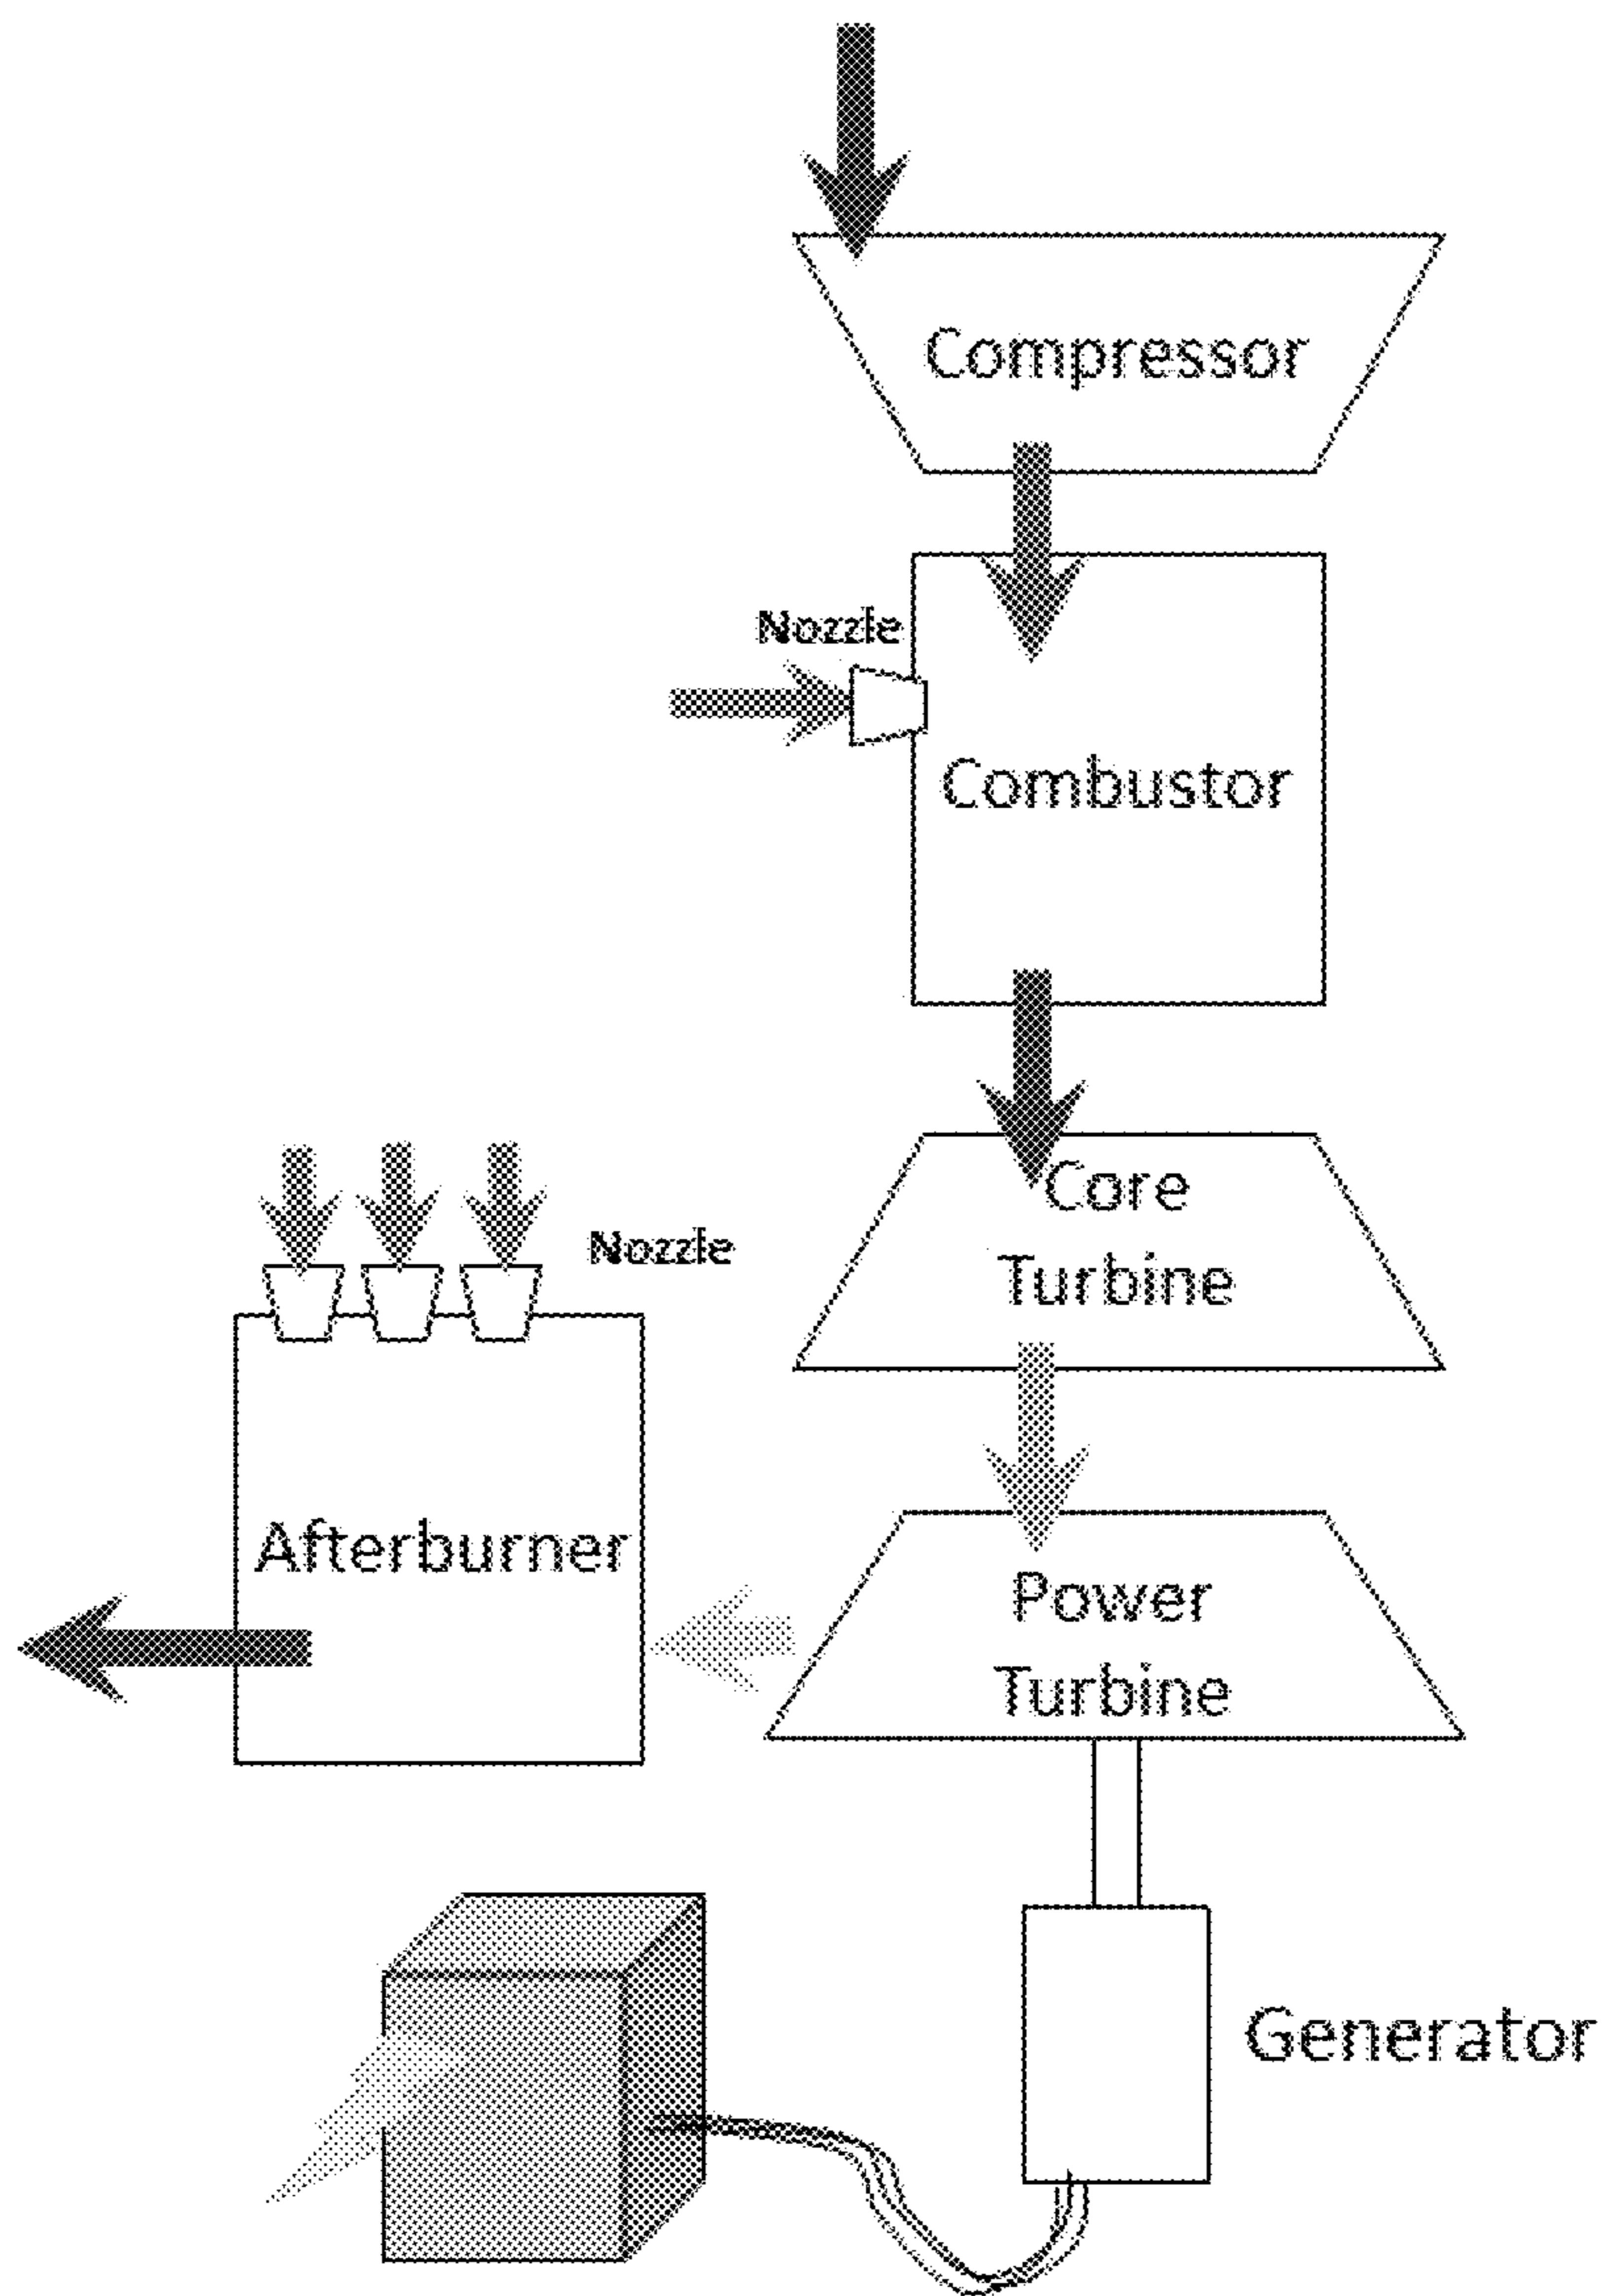 Compressor
Nozzle
Combustor
Core
Turbine
Nozzle
Afterburner
Power
Turbine
Generator